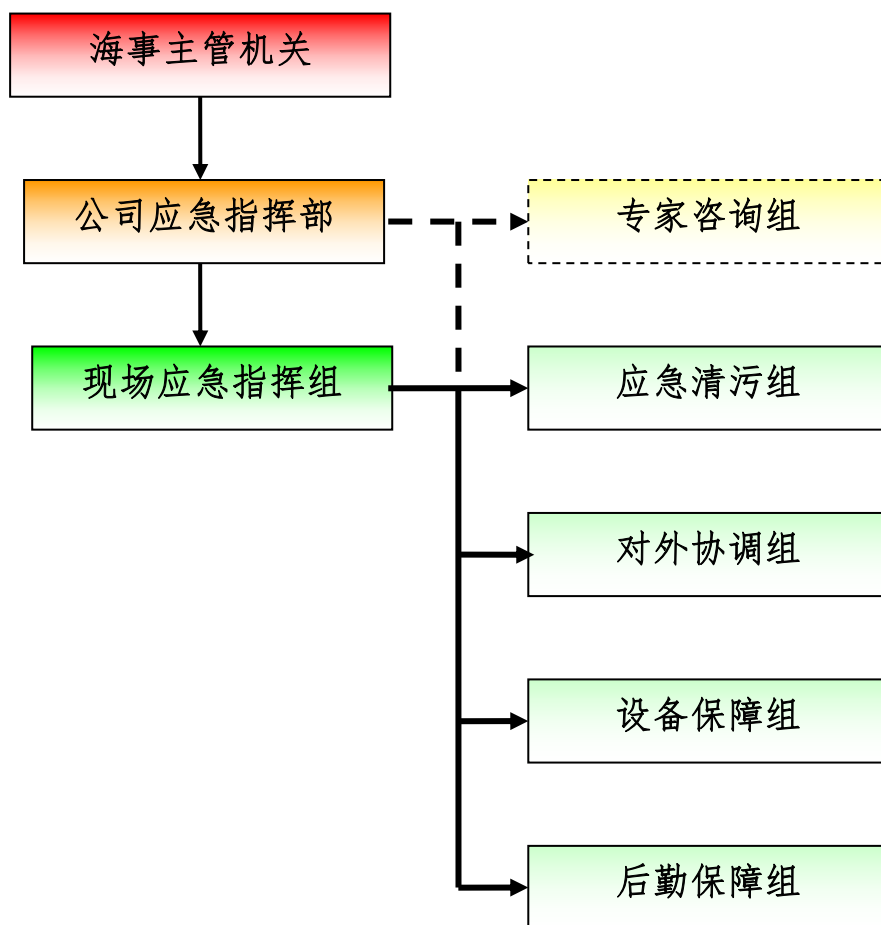 海事主管机关
公司应急指挥部
专家咨询组
现场应急指挥组
应急清污组
对外协调组
设备保障组
后勤保障组